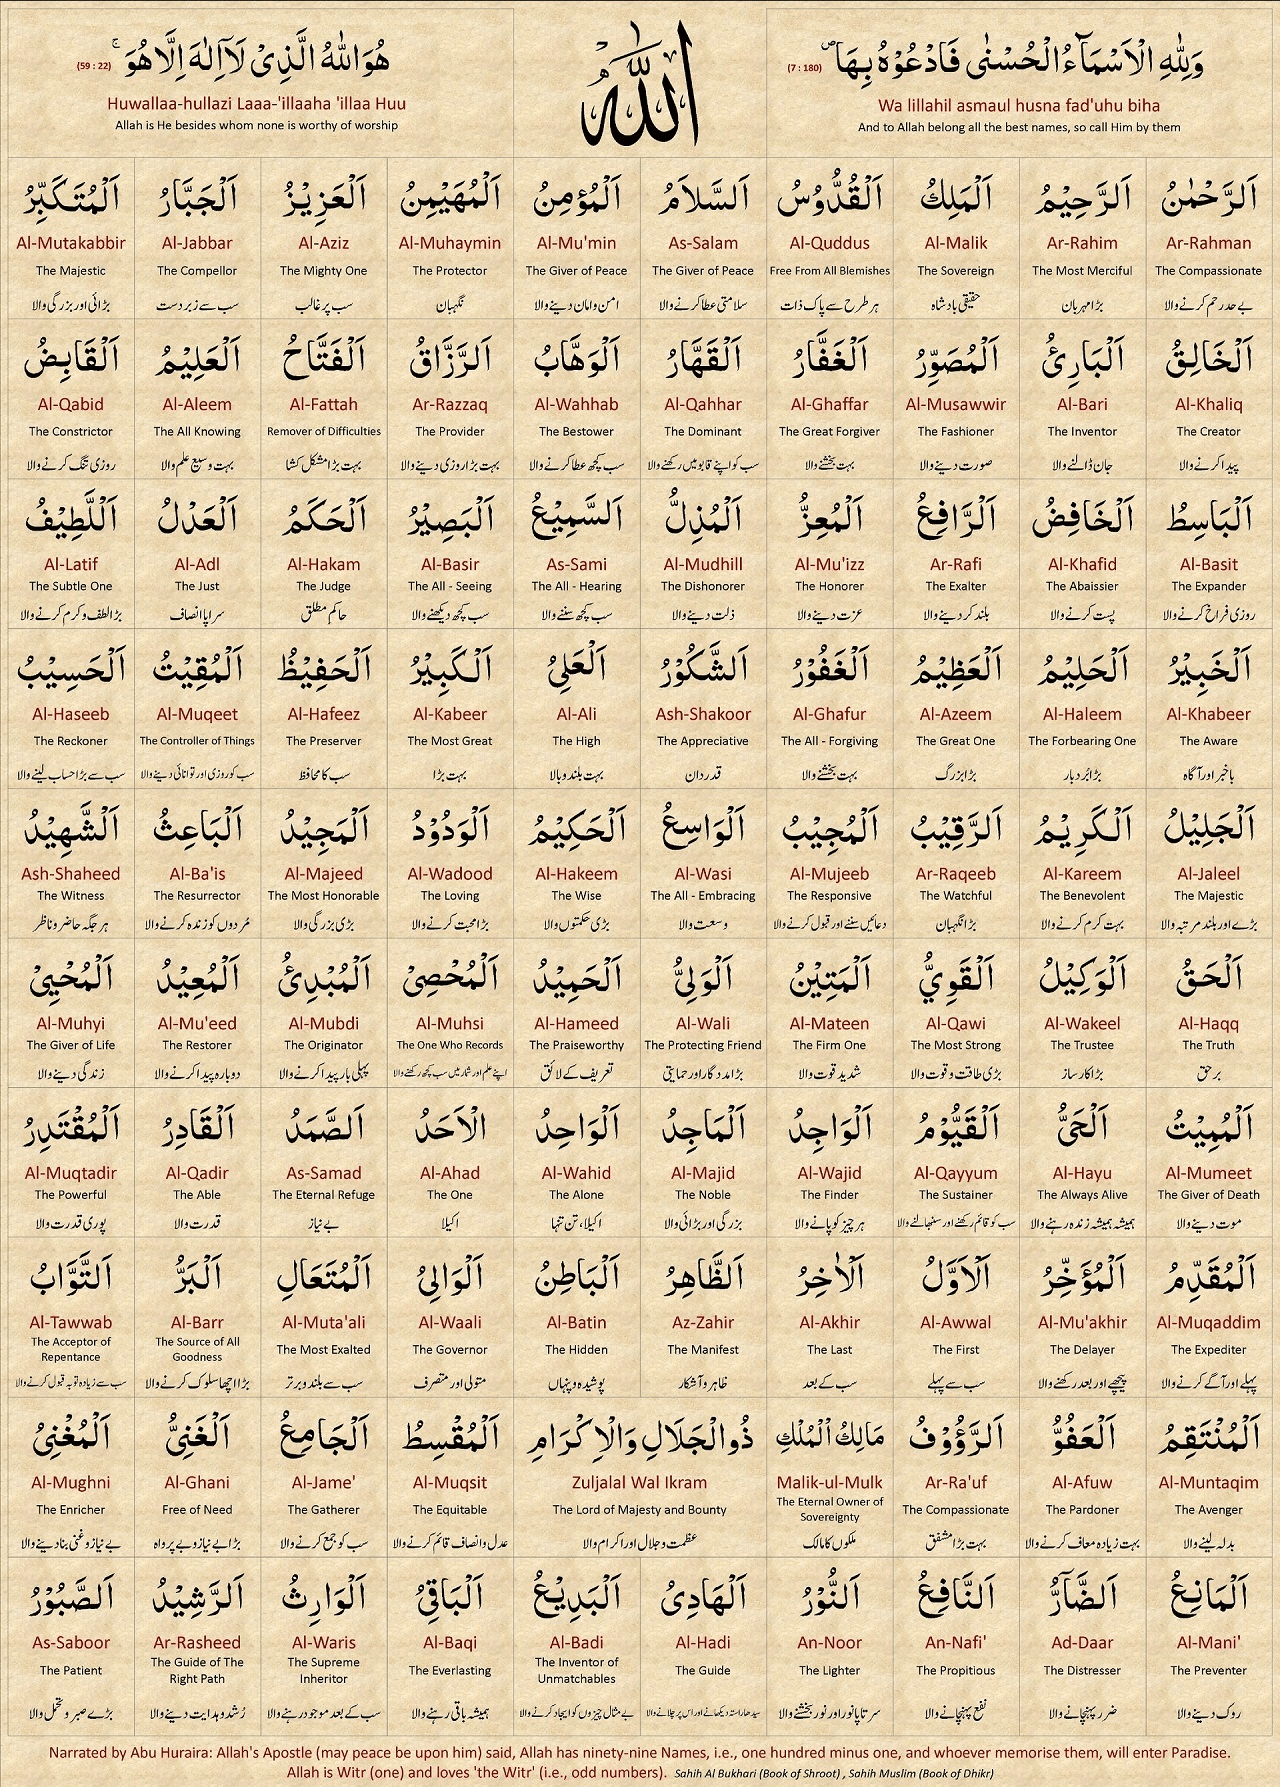 وَلِلّٰهِ الْاَسْمَآءُ الْحُسْنٰى فَادْعُوْهُ بِهَا ۖ (7 : 180)
Wa lillahil asmaul husna fad'uhu biha
And to Allah belong all the best names, so call Him by them
اللّٰهُ
هُوَ اللّٰهُ الَّذِىْ لَآ اِلٰهَ اِلَّا هُوَ ۚ (59 : 22)
Huwallaa-hullazi Laaa-'illaaha 'illaa Huu
Allah is He besides whom none is worthy of worship
اَلرَّحْمٰنُ
Ar-Rahman
The Compassionate
بے حد رحم کرنے والا
اَلرَّحِيْمُ
Ar-Rahim
The Most Merciful
بڑا مہربان
اَلْمَلِكُ
Al-Malik
The Sovereign
حقیقی بادشاہ
اَلْقُدُّوْسُ
Al-Quddus
Free From All Blemishes
ہر طرح سے پاک ذات
اَلسَّلَامُ
As-Salam
The Giver of Peace
سلامتی عطا کرنے والا
اَلْمُؤْمِنُ
Al-Mu'min
The Giver of Peace
امن و امان دینے والا
اَلْمُهَيْمِنُ
Al-Muhaymin
The Protector
نگہبان
اَلْعَزِيْزُ
Al-Aziz
The Mighty One
سب پر غالب
اَلْجَبَّارُ
Al-Jabbar
The Compellor
سب سے زبردست
اَلْمُتَكَبِّرُ
Al-Mutakabbir
The Majestic
بڑائی اور بزرگی والا
اَلْخَالِقُ
Al-Khaliq
The Creator
پیدا کرنے والا
اَلْبَارِئُ
Al-Bari
The Inventor
جان ڈالنے والا
اَلْمُصَوِّرُ
Al-Musawwir
The Fashioner
صورت دینے والا
اَلْغَفَّارُ
Al-Ghaffar
The Great Forgiver
بہت بخشنے والا
اَلْقَهَّارُ
Al-Qahhar
The Dominant
سب کو اپنے قابو میں رکھنے والا
اَلْوَهَّابُ
Al-Wahhab
The Bestower
سب کچھ عطا کرنے والا
اَلرَّزَّاقُ
Ar-Razzaq
The Provider
بہت بڑا روزی دینے والا
اَلْفَتَّاحُ
Al-Fattah
Remover of Difficulties
بہت بڑا مشکل کشا
اَلْعَلِيْمُ
Al-Aleem
The All Knowing
بہت وسیع علم والا
اَلْقَابِضُ
Al-Qabid
The Constrictor
روزی تنگ کرنے والا
اَلْبَاسِطُ
Al-Basit
The Expander
روزی فراخ کرنے والا
اَلْخَافِضُ
Al-Khafid
The Abaissier
پست کرنے والا
اَلرَّافِعُ
Ar-Rafi
The Exalter
بلند کر دینے والا
اَلْمُعِزُّ
Al-Mu'izz
The Honorer
عزت دینے والا
اَلْمُذِلُّ
Al-Mudhill
The Dishonorer
ذلت دینے والا
اَلسَّمِيْعُ
As-Sami
The All - Hearing
سب کچھ سننے والا
اَلْبَصِيْرُ
Al-Basir
The All - Seeing
سب کچھ دیکھنے والا
اَلْحَكَمُ
Al-Hakam
The Judge
حاکم مطلق
اَلْعَدْلُ
Al-Adl
The Just
سراپا انصاف
اَللَّطِيْفُ
Al-Latif
The Subtle One
بڑا لطف و کرم کرنے والا
اَلْخَبِيْرُ
Al-Khabeer
The Aware
باخبر اور آگاہ
اَلْحَلِيْمُ
Al-Haleem
The Forbearing One
بڑا بُردبار
اَلْعَظِيْمُ
Al-Azeem
The Great One
بڑا بزرگ
اَلْغَفُوْرُ
Al-Ghafur
The All - Forgiving
بہت بخشنے والا
اَلشَّكُوْرُ
Ash-Shakoor
The Appreciative
قدردان
اَلْعَلِىُ
Al-Ali
The High
بہت بلند و بالا
اَلْكَبِيْرُ
Al-Kabeer
The Most Great
بہت بڑا
اَلْحَفِيْظُ
Al-Hafeez
The Preserver
سب کا محافظ
اَلْمُقِيْتُ
Al-Muqeet
The Controller of Things
سب کو روزی اور توانائی دینے والا
اَلْحَسِيْبُ
Al-Haseeb
The Reckoner
سب سے بڑا حساب لینے والا
اَلْجَلِيْلُ
Al-Jaleel
The Majestic
بڑے اور بلند مرتبہ والا
اَلْكَرِيْمُ
Al-Kareem
The Benevolent
بہت کرم کرنے والا
اَلرَّقِيْبُ
Ar-Raqeeb
The Watchful
بڑا نگہبان
اَلْمُجِيْبُ
Al-Mujeeb
The Responsive
دعائیں سننے اور قبول کرنے والا
اَلْوَاسِعُ
Al-Wasi
The All - Embracing
وسعت والا
اَلْحَكِيْمُ
Al-Hakeem
The Wise
بڑی حکمتوں والا
اَلْوَدُوْدُ
Al-Wadood
The Loving
بڑا محبت کرنے والا
اَلْمَجِيْدُ
Al-Majeed
The Most Honorable
بڑی بزرگی والا
اَلْبَاعِثُ
Al-Ba'is
The Resurrector
مُردوں کو زندہ کرنے والا
اَلشَّهِيْدُ
Ash-Shaheed
The Witness
ہر جگہ حاضر و ناظر
اَلْحَقُ
Al-Haqq
The Truth
برحق
اَلْوَكِيْلُ
Al-Wakeel
The Trustee
بڑا کارساز
اَلْقَوِيُّ
Al-Qawi
The Most Strong
بڑی طاقت و قوت والا
اَلْمَتِيْنُ
Al-Mateen
The Firm One
شدید قوت والا
اَلْوَلِىُّ
Al-Wali
The Protecting Friend
بڑا مددگار اور حمایتی
اَلْحَمِيْدُ
Al-Hameed
The Praiseworthy
تعریف کے لائق
اَلْمُحْصِىْ
Al-Muhsi
The One Who Records
اپنے علم اور شمار میں سب کچھ رکھنے والا
اَلْمُبْدِئُ
Al-Mubdi
The Originator
پہلی بار پیدا کرنے والا
اَلْمُعِيْدُ
Al-Mu'eed
The Restorer
دوبارہ پیدا کرنے والا
اَلْمُحْيِىْ
Al-Muhyi
The Giver of Life
زندگی دینے والا
اَلْمُمِيْتُ
Al-Mumeet
The Giver of Death
موت دینے والا
اَلْحَىُّ
Al-Hayu
The Always Alive
ہمیشہ ہمیشہ زندہ رہنے والا
اَلْقَيُّوْمُ
Al-Qayyum
The Sustainer
سب کو قائم رکھنے اور سنبھالنے والا
اَلْوَاجِدُ
Al-Wajid
The Finder
ہر چیز کو پانے والا
اَلْمَاجِدُ
Al-Majid
The Noble
بزرگی اور بڑائی والا
اَلْوَاحِدُ
Al-Wahid
The Alone
اکیلا، تن تنہا
الْاَحَدُ
Al-Ahad
The One
اکیلا
اَلصَّمَدُ
As-Samad
The Eternal Refuge
بے نیاز
اَلْقَادِرُ
Al-Qadir
The Able
قدرت والا
اَلْمُقْتَدِرُ
Al-Muqtadir
The Powerful
پوری قدرت والا
اَلْمُقَدِّمُ
Al-Muqaddim
The Expediter
پہلے اور آگے کرنے والا
اَلْمُؤَخِّرُ
Al-Mu'akhir
The Delayer
پیچھے اور بعد رکھنے والا
اَلْاَوَّلُ
Al-Awwal
The First
سب سے پہلے
اَلْاٰخِرُ
Al-Akhir
The Last
سب کے بعد
اَلظَّاهِرُ
Az-Zahir
The Manifest
ظاہر و آشکار
اَلْبَاطِنُ
Al-Batin
The Hidden
پوشیدہ و پنہاں
اَلْوَالِىُ
Al-Waali
The Governor
متولی اور متصرف
اَلْمُتَعَالِ
Al-Muta'ali
The Most Exalted
سب سے بلند و برتر
اَلْبَرُّ
Al-Barr
The Source of All
Goodness
بڑا اچھا سلوک کرنے والا
اَلتَّوَّابُ
Al-Tawwab
The Acceptor of
Repentance
سب سے زیادہ توبہ قبول کرنے والا
اَلْمُنْتَقِمُ
Al-Muntaqim
The Avenger
بدلہ لینے والا
اَلْعَفُوُّ
Al-Afuw
The Pardoner
بہت زیادہ معاف کرنے والا
اَلرَّؤُوْفُ
Ar-Ra'uf
The Compassionate
بہت بڑا مشفق
مَالِكُ الْمُلْكِ
Malik-ul-Mulk
The Eternal Owner of
Sovereignty
ملکوں کا مالک
ذُوالْجَلَالِ وَالْاِكْرَامِ
Zuljalal Wal Ikram
The Lord of Majesty and Bounty
عظمت و جلال اور اکرام والا
اَلْمُقْسِطُ
Al-Muqsit
The Equitable
عدل و انصاف قائم کرنے والا
اَلْجَامِعُ
Al-Jame'
The Gatherer
سب کو جمع کرنے والا
اَلْغَنِىُّ
Al-Ghani
Free of Need
بڑا بے نیاز و بے پرواہ
اَلْمُغْنِىُ
Al-Mughni
The Enricher
بے نیاز و غنی بنا دینے والا
اَلْمَانِعُ
Al-Mani'
The Preventer
روک دینے والا
اَلضَّآرُّ
Ad-Daar
The Distresser
ضرر پہنچانے والا
اَلنَّافِعُ
An-Nafi'
The Propitious
نفع پہنچانے والا
اَلنُّوْرُ
An-Noor
The Lighter
سرتاپا نور اور نور بخشنے والا
اَلْهَادِىُ
Al-Hadi
The Guide
سیدھا راستہ دیکھانے اور اس پر چلانے والا
اَلْبَدِيْعُ
Al-Badi
The Inventor of
Unmatchables
بے مثال چیزوں کو ایجاد کرنے والا
اَلْبَاقِىُ
Al-Baqi
The Everlasting
ہمیشہ باقی رہنے والا
اَلْوَارِثُ
Al-Waris
The Supreme
Inheritor
سب کے بعد موجود رہنے والا
اَلرَّشِيْدُ
Ar-Rasheed
The Guide of The
Right Path
رُشد و ہدایت دینے والا
اَلصَّبُوْرُ
As-Saboor
The Patient
بڑے صبر و تحمل والا
Narrated by Abu Huraira: Allah's Apostle (may peace be upon him) said, Allah has ninety-nine Names, i.e., one hundred minus one, and whoever memorise them, will enter Paradise.
Allah is Witr (one) and loves 'the Witr' (i.e., odd numbers). Sahih Al Bukhari (Book of Shroot) , Sahih Muslim (Book of Dhikr)